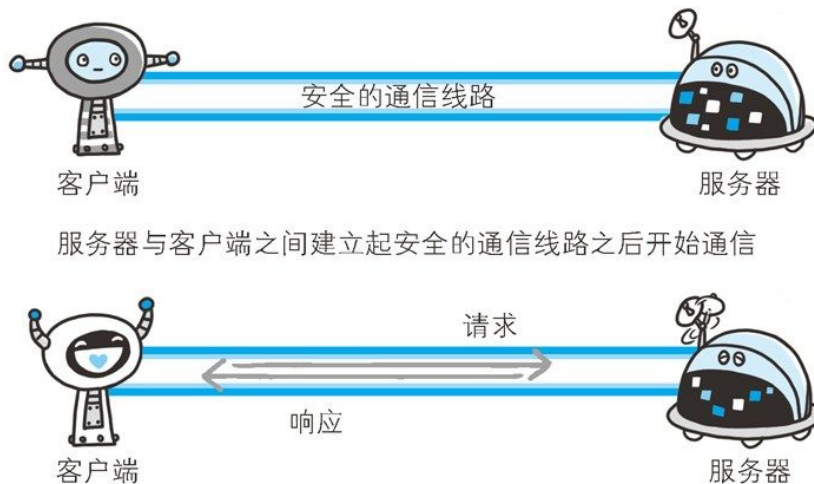 安全的通信线路
客户端
服务器
服务器与客户端之间建立起安全的通信线路之后开始通信
请求
响应
客户端
服务器